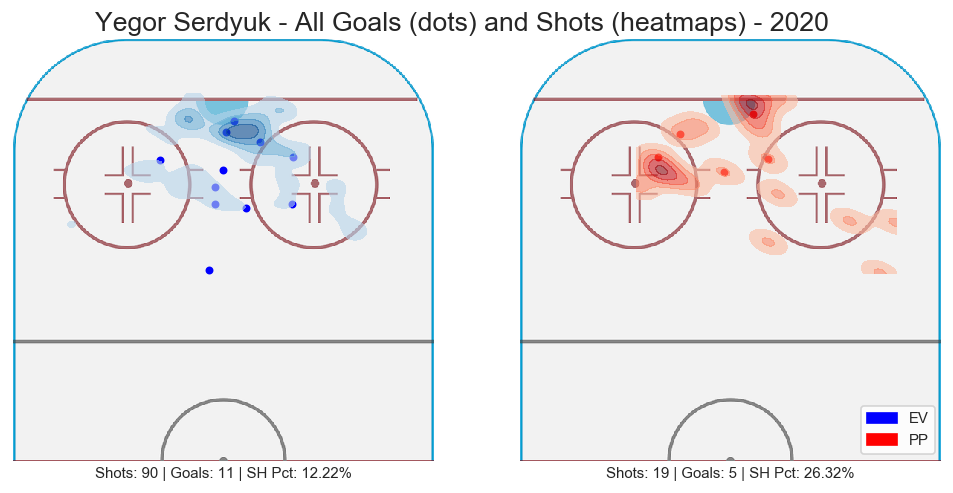 Yegor Serdyuk - All Goals (dots) and Shots (heatmaps) - 2020
EV
PP
Shots: 90 | Goals: 11 | SH Pct: 12.22%
Shots: 19 | Goals: 5 | SH Pct: 26.32%